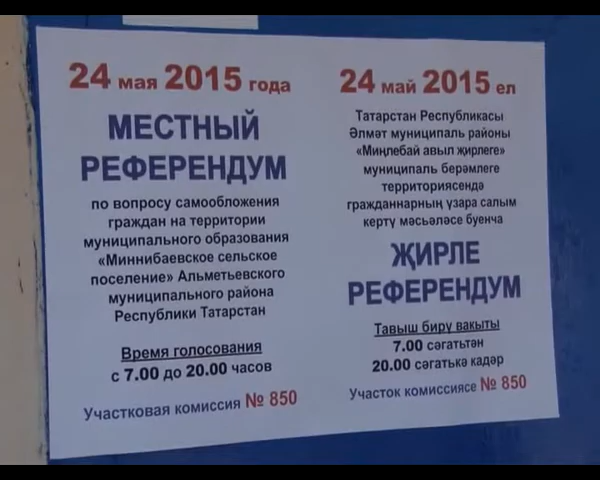 24 мая 2015 года
МЕСТНЫЙ
РЕФЕРЕНДУМ
по вопросу самообложения
граждан на территории
муниципального образования
«Миннибаевское сельское
поселение» Альметьевского
муниципального района
Республики Татарстан
Время голосования
с 7.00 до 20.00 часов
Участковая комиссия № 850
24 май 2015 ел
Татарстан Республикасы
Әлмәт муниципаль районы
«Миңлебай авыл җирлеге»
муниципаль берәмлеге
территориясендә
гражданнарның үзара салым
кертү мәсьәләсе буенча
ҖИРЛЕ
РЕФЕРЕНДУМ
Тавыш бирү вакыты
7.00 сәгатьтән
20.00 сәгатькә кадәр
Участок комиссиясе № 850